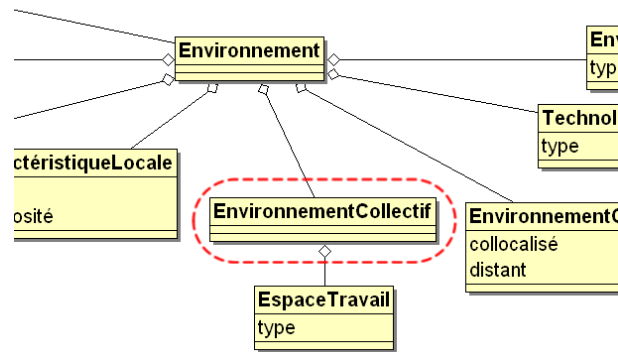 Environnement
Env
typ
Technol
type
ctéristiqueLocale
osité
EnvironnementCollectif
EnvironnementC
collocalisé
distant
EspaceTravail
type